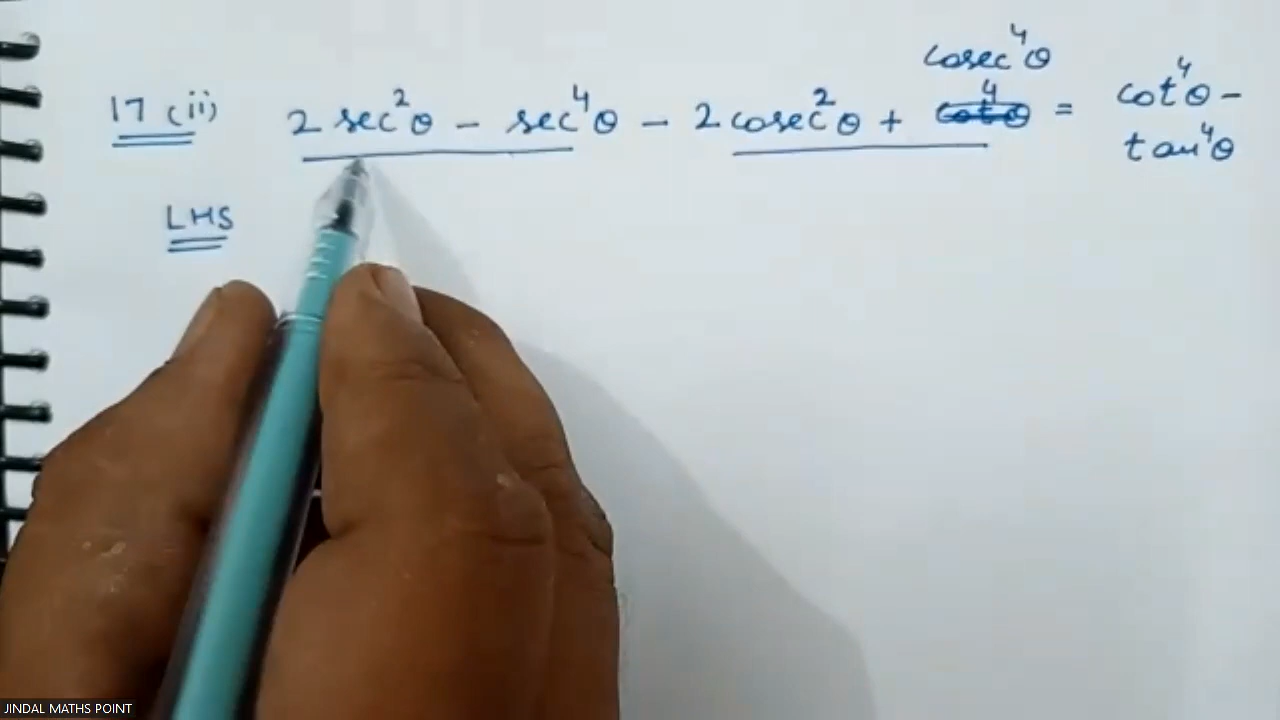 cosec⁴θ
17 (ii) 2 sec²θ – sec⁴θ – 2 cosec²θ + cot⁴θ = cot⁴θ –
tan⁴θ
LHS
JINDAL MATHS POINT